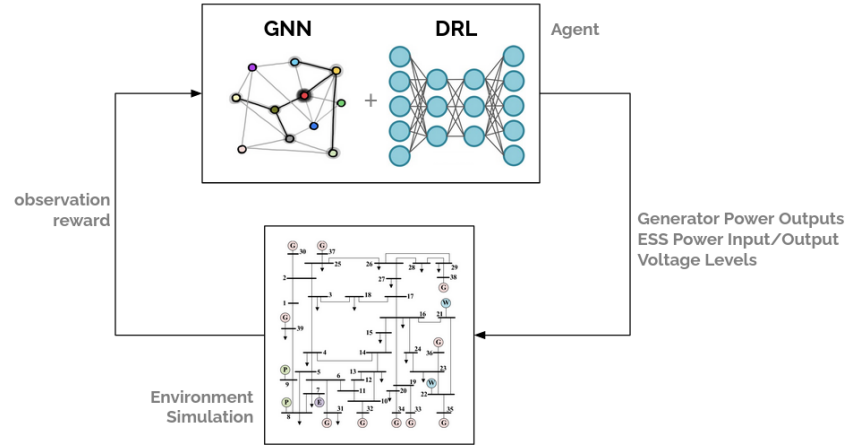 GNN
DRL
Agent
+
observation
reward
Generator Power Outputs
ESS Power Input/Output
Voltage Levels
Environment
Simulation
G G
30 37
25 26 28 29
2 27 38
G
3 18 17
1 W
G 16 21
39 15 G
4 14 24 36
P 5 6 13 23
9 7 12 19 W
P E 11 20 22
8 31 32 10 34 33 35
G G G G G